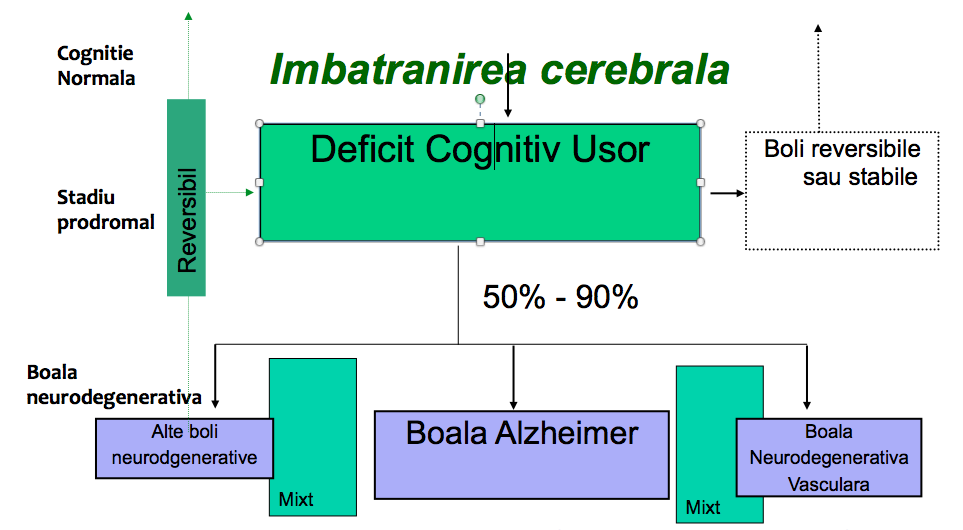 Cognitie
Normala
Imbatranirea cerebrala
Deficit Cognitiv Usor
Boli reversibile
sau stabile
Reversibil
Stadiu
prodromal
50% - 90%
Boala
neurodegenerativa
Alte boli
neurodgenerative
Mixt
Boala Alzheimer
Mixt
Boala
Neurodegenerativa
Vasculara